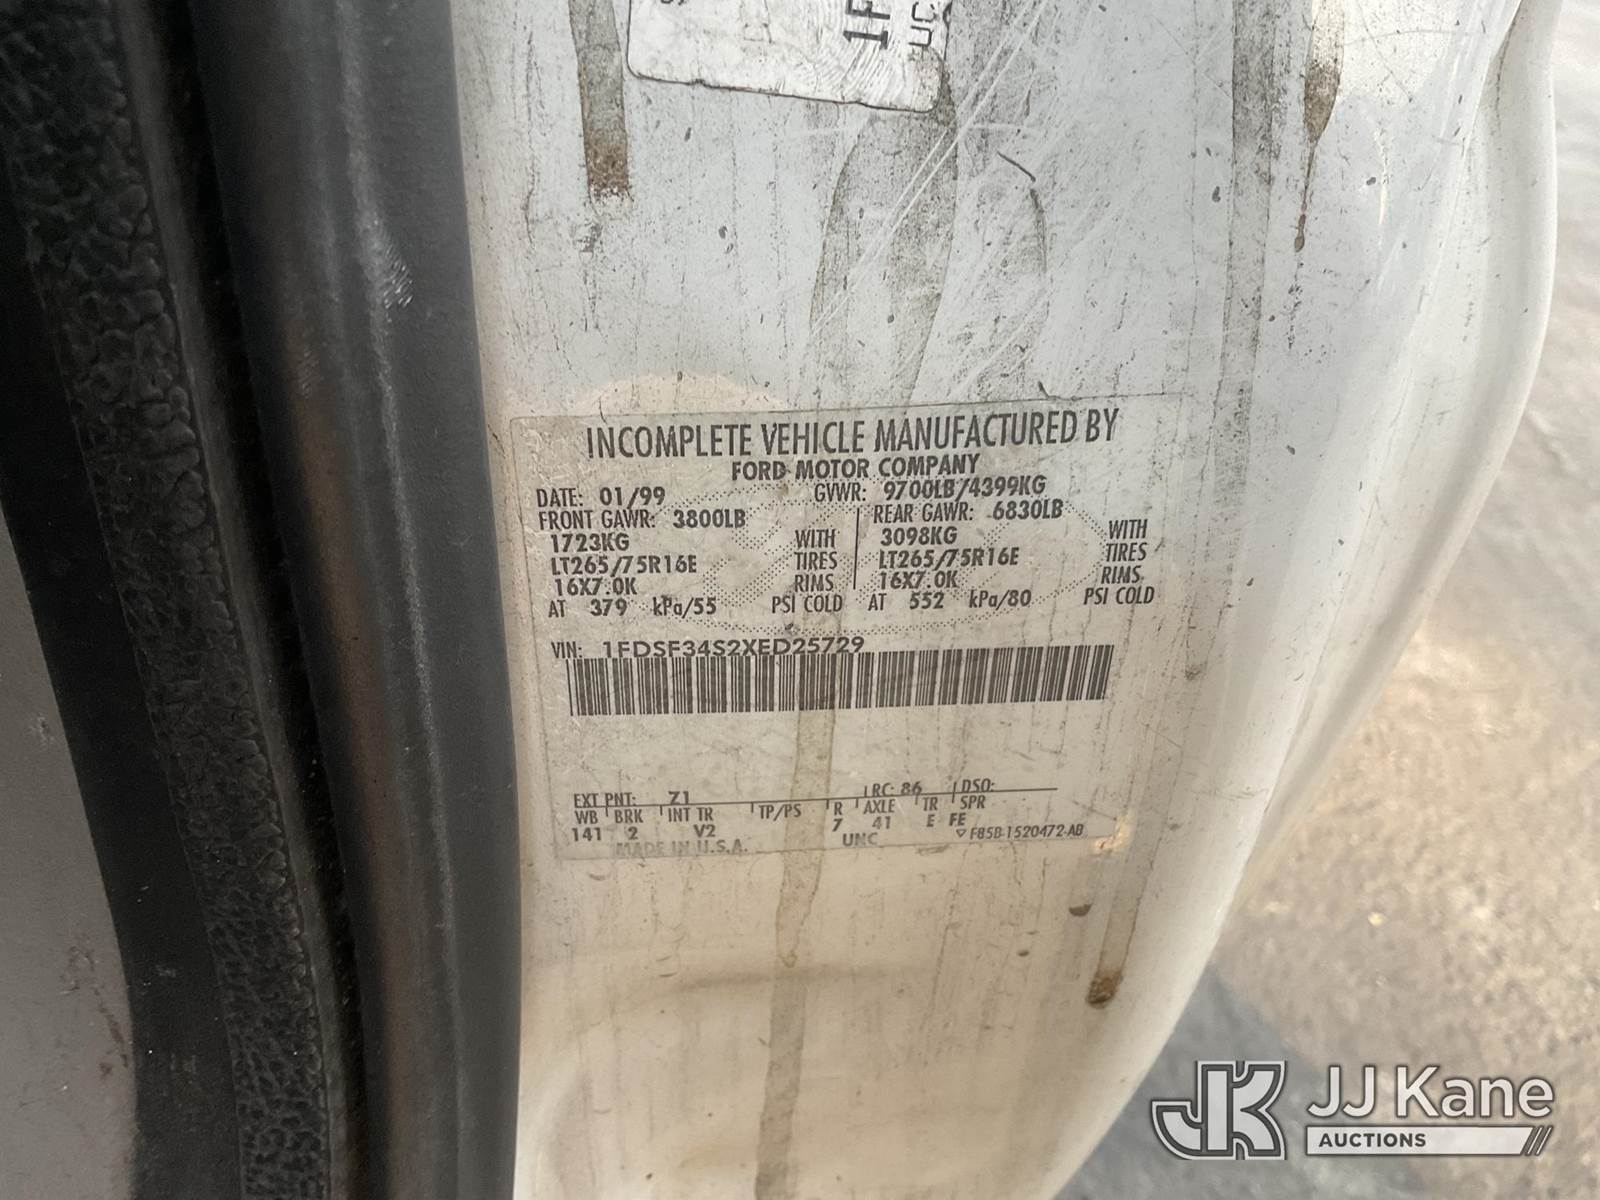 1F
UC
INCOMPLETE VEHICLE MANUFACTURED BY
FORD MOTOR COMPANY
DATE: 01/99 GVWR: 9700LB/4399KG
FRONT GAWR: 3800LB REAR GAWR: 6830LB
1723KG WITH 3098KG WITH
LT265/75R16E TIRES LT265/75R16E TIRES
16X7.0K RIMS 16X7.0K RIMS
AT 379 kPa/55 PSI COLD AT 552 kPa/80 PSI COLD
VIN: 1FDSF34S2XED25729
EXT PNT: Z1 RC: 86 DSO:
WB BRK INT TR TP/PS R AXLE TR SPR
141 2 V2 7 41 E FE
MADE IN U.S.A. UNC ▽ F85B-1520472-AB
JK JJ Kane
AUCTIONS